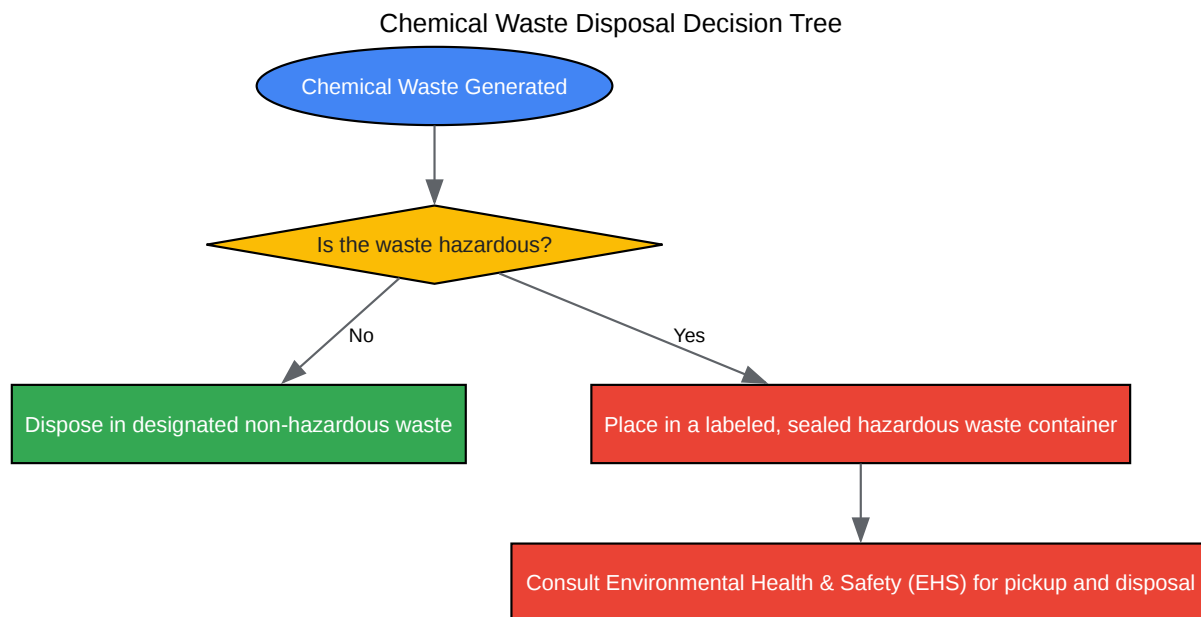 Chemical Waste Disposal Decision Tree
Chemical Waste Generated
Is the waste hazardous?
No
Yes
Dispose in designated non-hazardous waste
Place in a labeled, sealed hazardous waste container
Consult Environmental Health & Safety (EHS) for pickup and disposal